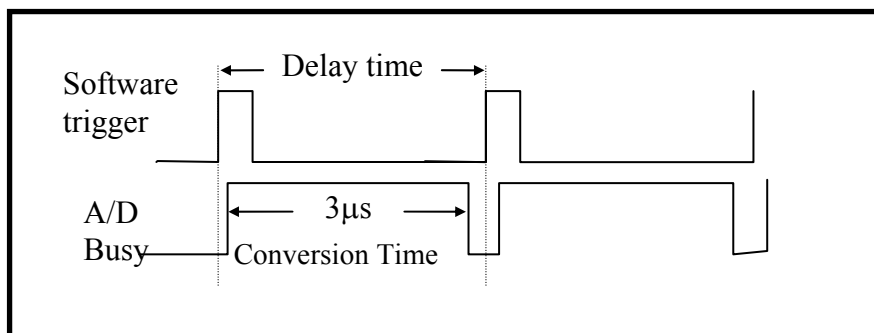 Delay time
Software
trigger
3μs
A/D
Busy
Conversion Time